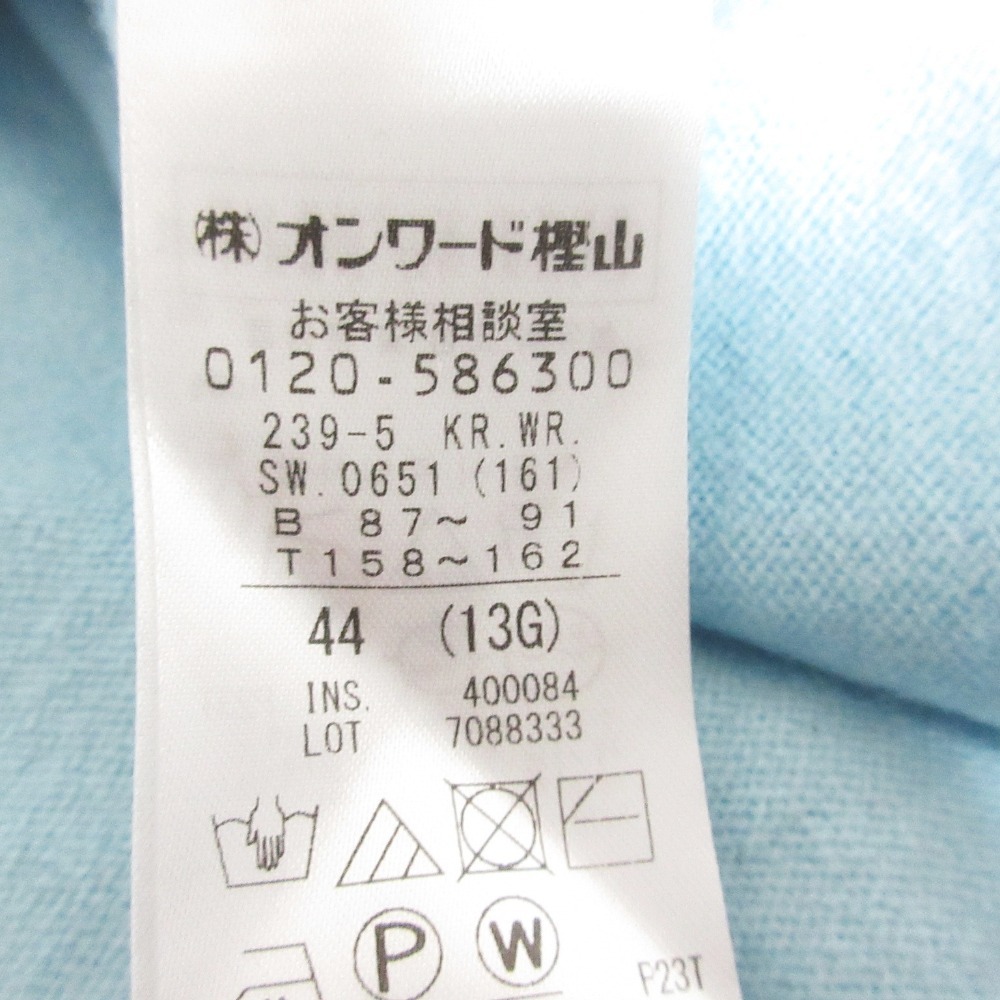 ㈱オンワード樫山
お客様相談室
0120-586300
239-5 KR.WR.
SW.0651(161)
B 87〜 91
T158〜162
44 (13G)
INS. 400084
LOT 7088333
P W
P23T